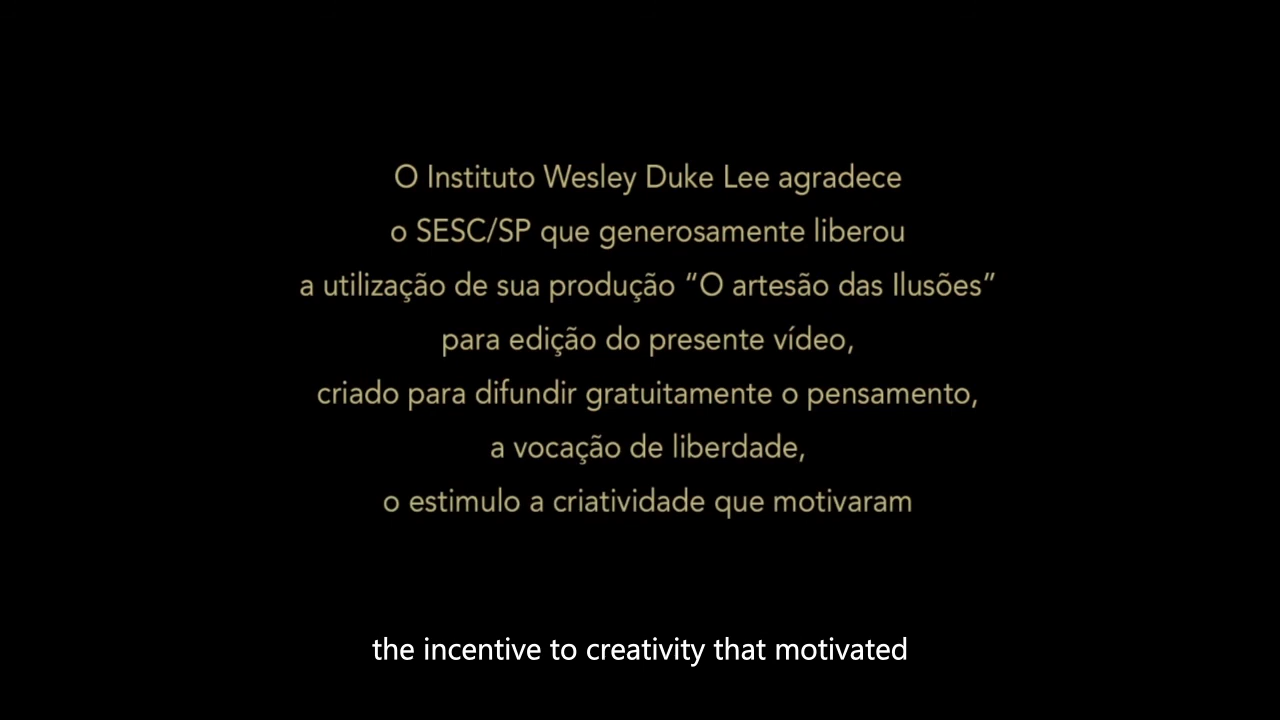 O Instituto Wesley Duke Lee agradece
o SESC/SP que generosamente liberou
a utilização de sua produção “O artesão das Ilusões”
para edição do presente vídeo,
criado para difundir gratuitamente o pensamento,
a vocação de liberdade,
o estimulo a criatividade que motivaram
the incentive to creativity that motivated